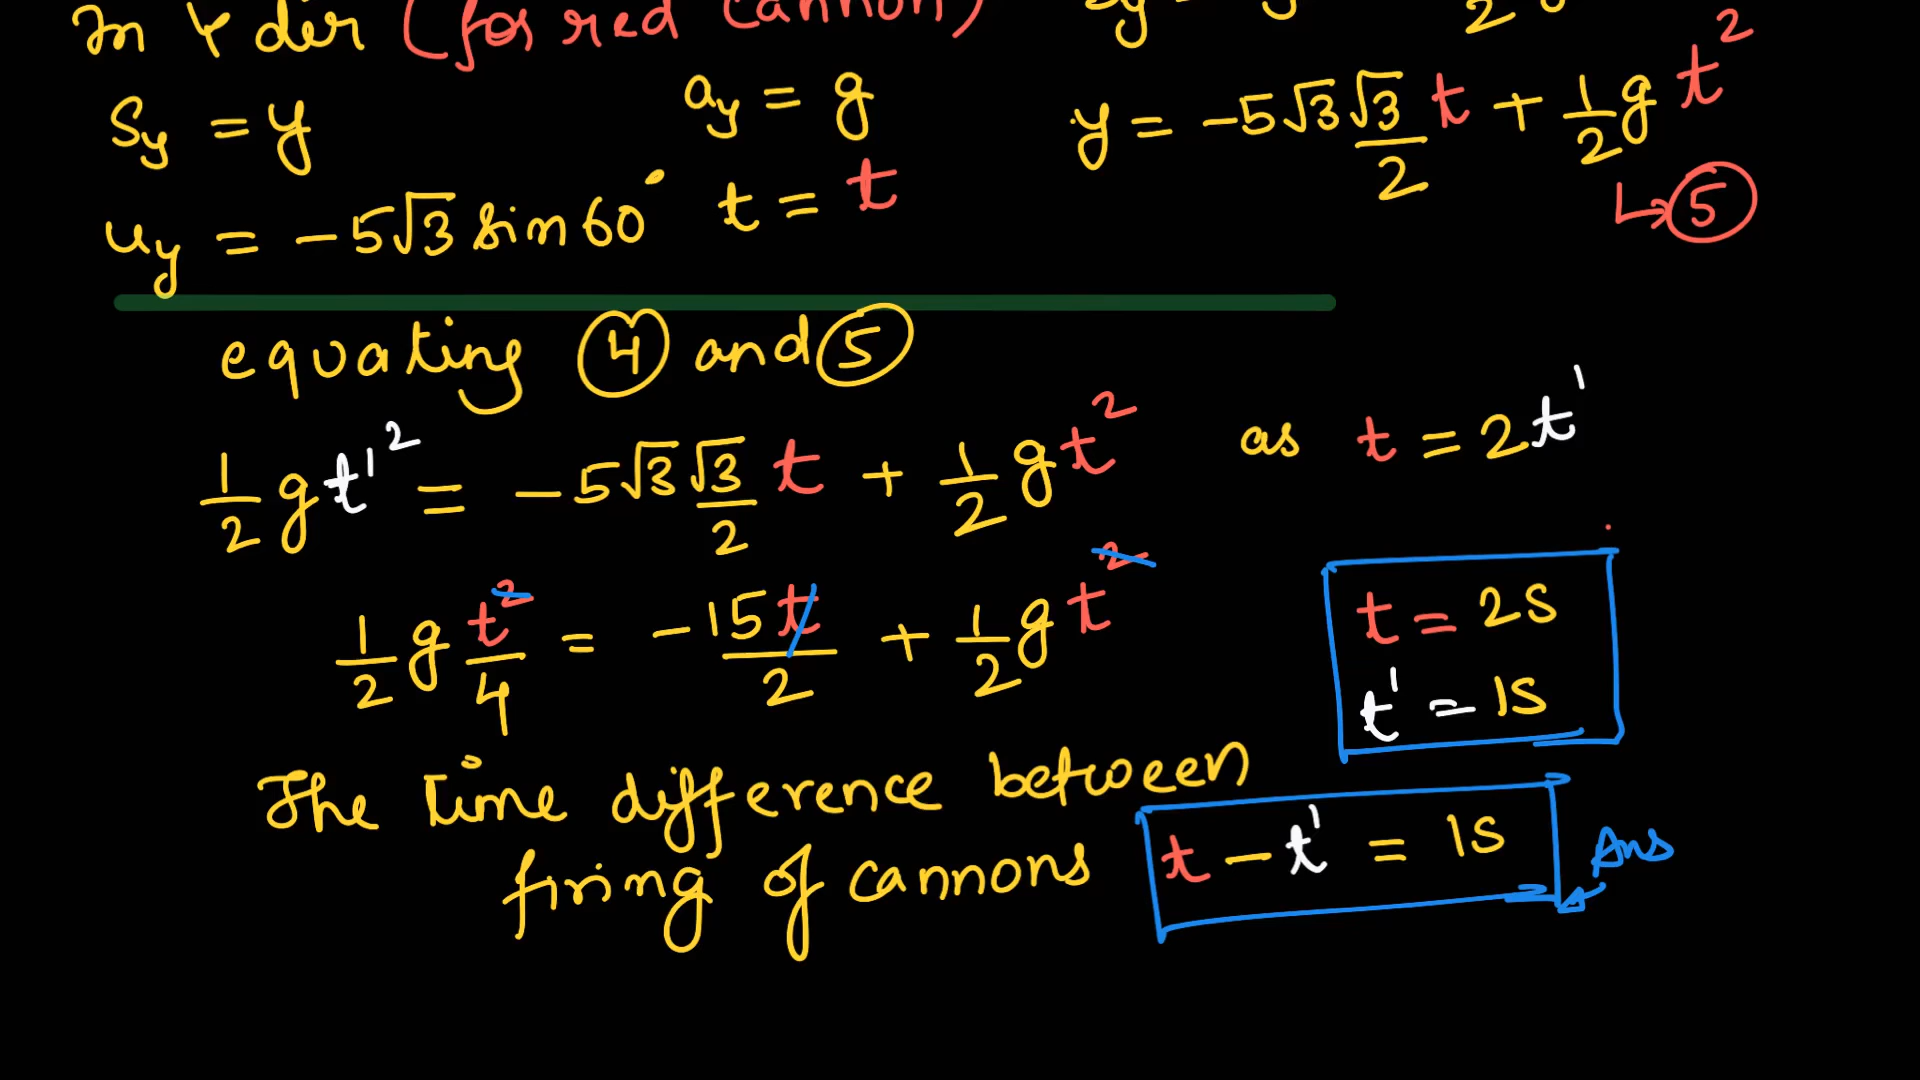 In Y dir (for red cannon)
Sy = y
ay = g
y = -5√3 √3/2 t + 1/2 g t²
↳ 5
uy = -5√3 sin 60°
t = t
equating 4 and 5
1/2 g t'² = -5√3 √3/2 t + 1/2 g t²
as t = 2t'
1/2 g t²/4 = -15t/2 + 1/2 g t²
t = 2s
t' = 1s
The time difference between
firing of cannons
t - t' = 1s
Ans